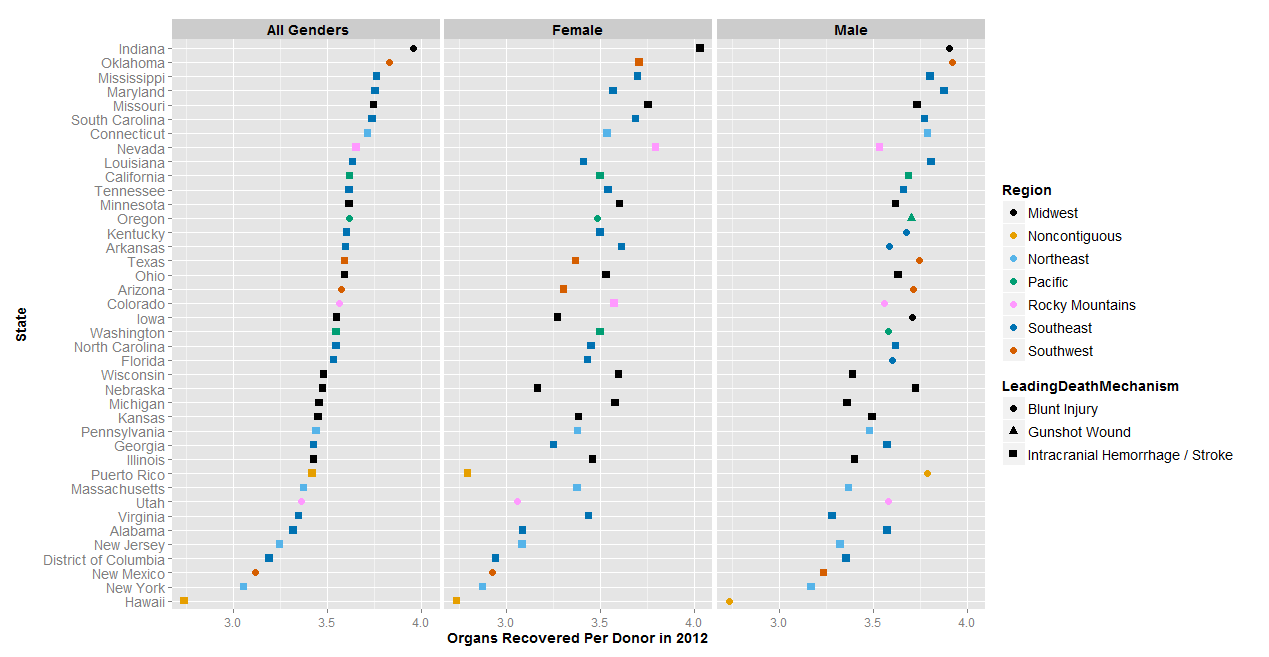 All Genders Female Male
Indiana
Oklahoma
Mississippi
Maryland
Missouri
South Carolina
Connecticut
Nevada
Louisiana
California
Tennessee
Minnesota
Oregon
Kentucky
Arkansas
Texas
Ohio
Arizona
Colorado
Iowa
Washington
North Carolina
Florida
Wisconsin
Nebraska
Michigan
Kansas
Pennsylvania
Georgia
Illinois
Puerto Rico
Massachusetts
Utah
Virginia
Alabama
New Jersey
District of Columbia
New Mexico
New York
Hawaii
State
3.0 3.5 4.0 3.0 3.5 4.0 3.0 3.5 4.0
Organs Recovered Per Donor in 2012
Region
Midwest
Noncontiguous
Northeast
Pacific
Rocky Mountains
Southeast
Southwest
LeadingDeathMechanism
Blunt Injury
Gunshot Wound
Intracranial Hemorrhage / Stroke